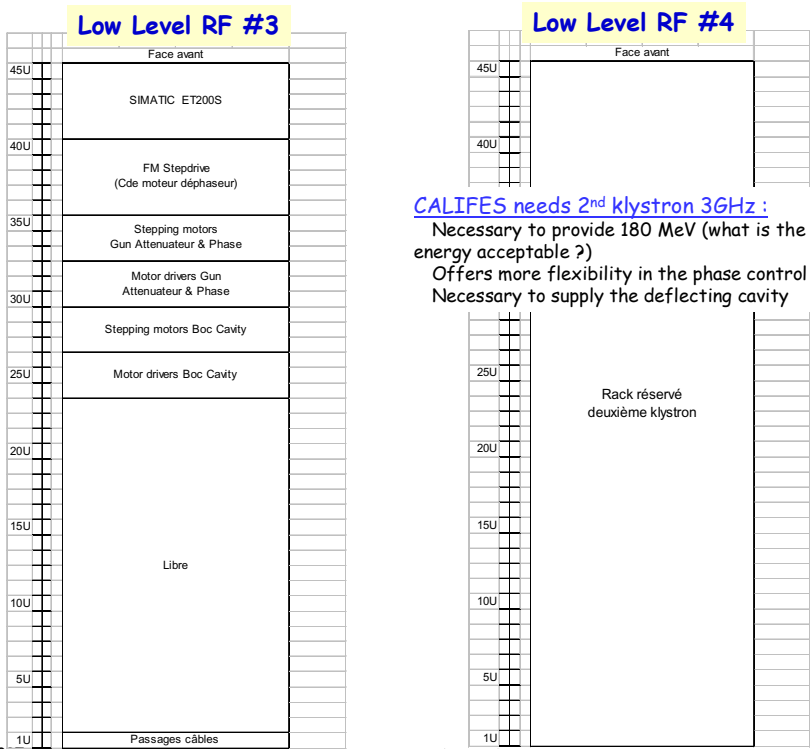 Low Level RF #3
Face avant
45U
SIMATIC ET200S
40U
FM Stepdrive
(Cde moteur déphaseur)
35U
Stepping motors
Gun Attenuateur & Phase
Motor drivers Gun
Attenuateur & Phase
30U
Stepping motors Boc Cavity
25U
Motor drivers Boc Cavity
20U
15U
Libre
10U
5U
1U
Passages câbles
Low Level RF #4
Face avant
45U
40U
CALIFES needs 2nd klystron 3GHz :
Necessary to provide 180 MeV (what is the
energy acceptable ?)
Offers more flexibility in the phase control
Necessary to supply the deflecting cavity
25U
Rack réservé
deuxième klystron
20U
15U
10U
5U
1U